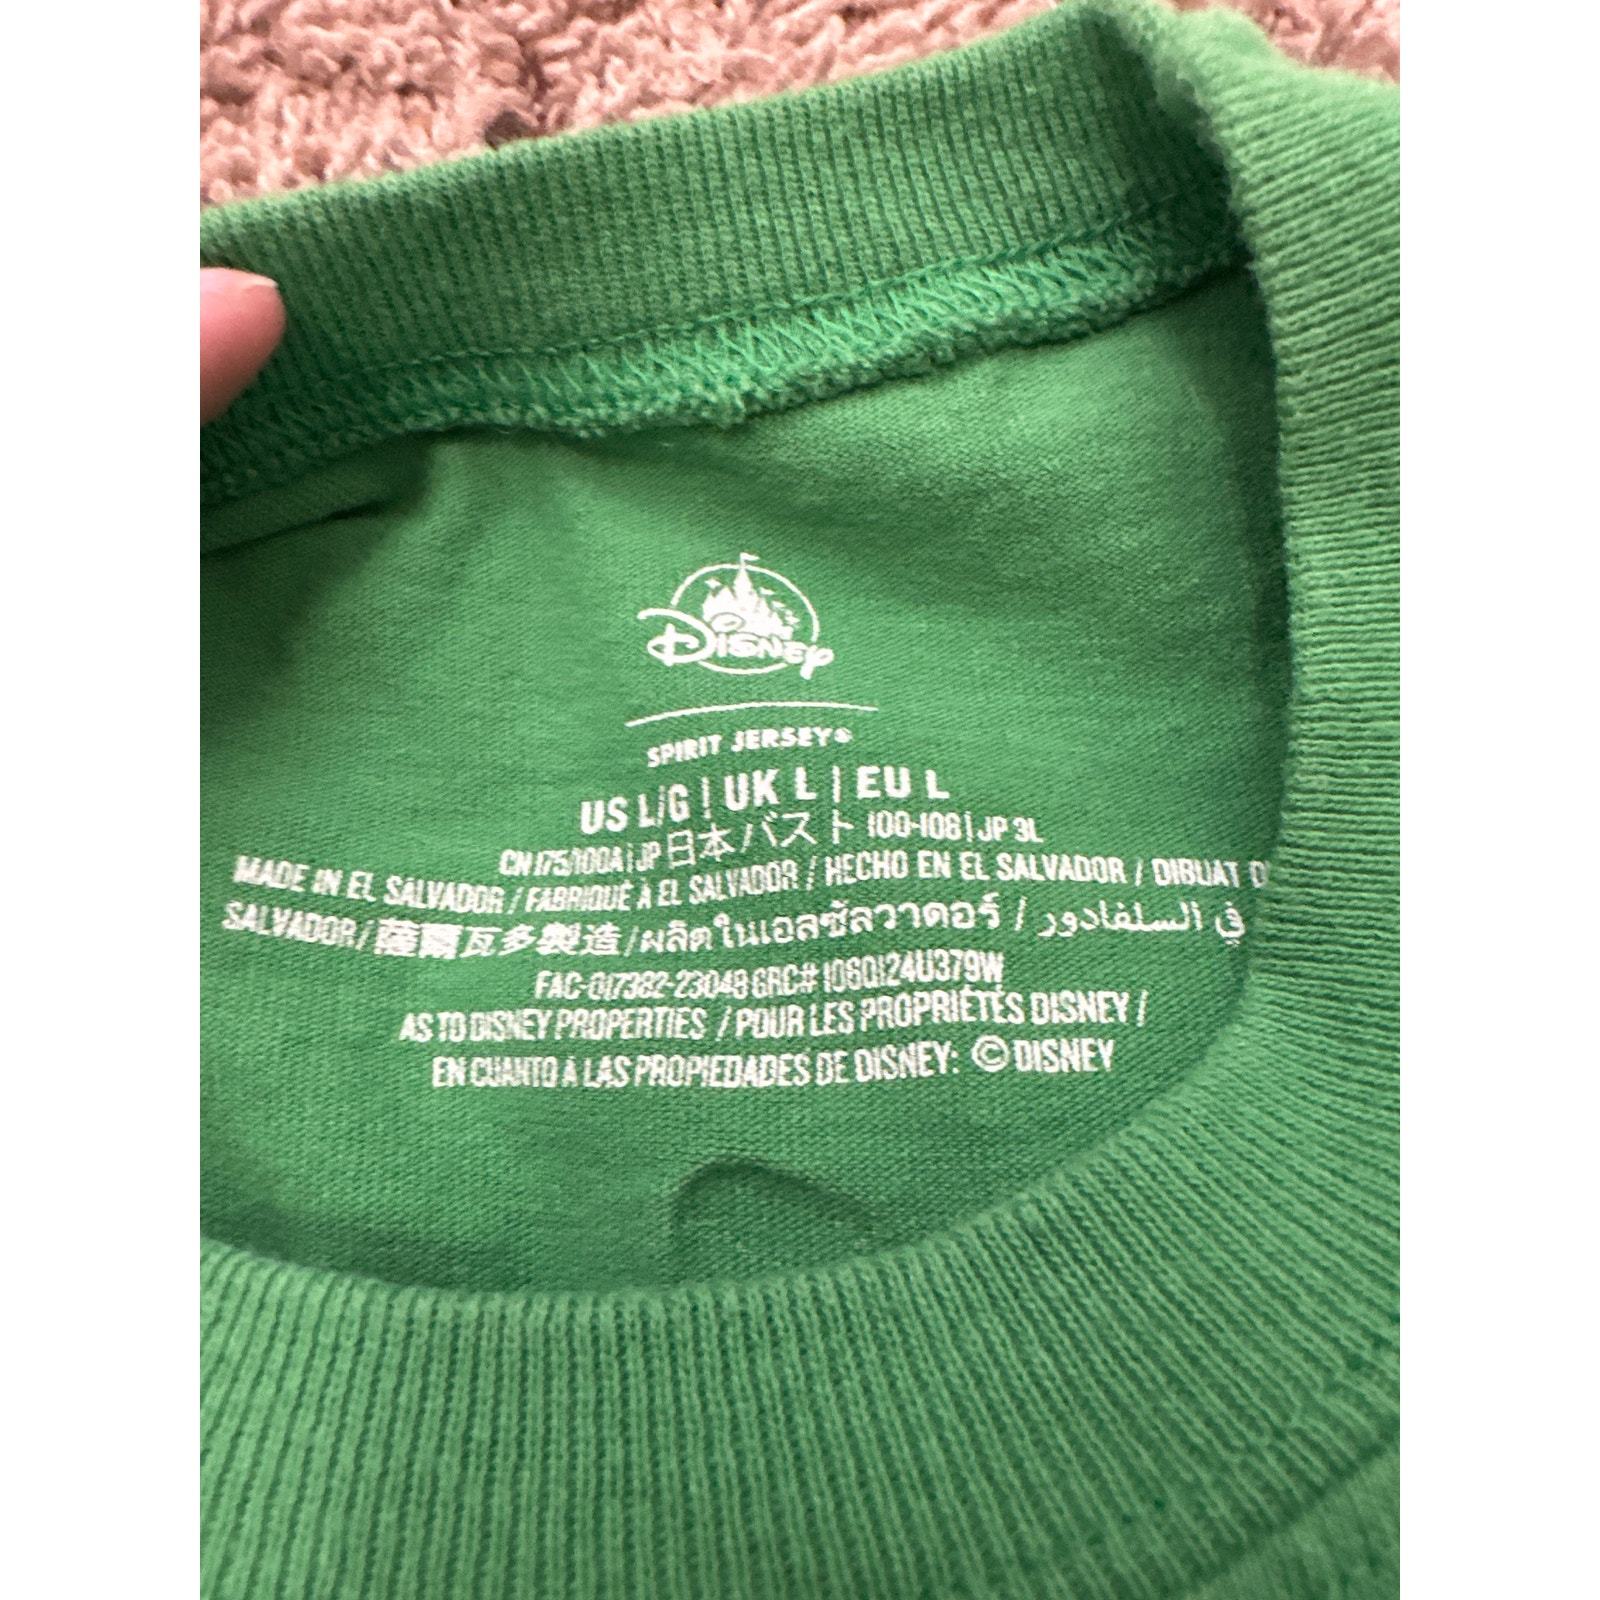 DISNEY
SPIRIT JERSEY®
US L/G | UK L | EU L
CN 175/100A | JP 日本バスト 100-108 | JP 3L
MADE IN EL SALVADOR / FABRIQUÉ À EL SALVADOR / HECHO EN EL SALVADOR / DIBUAT
SALVADOR / 薩爾瓦多製造 / ผลิตในเอลซัลวาดอร์ / في السلفادور
FAC-017382-23048 GRC# 1060124U379W
AS TO DISNEY PROPERTIES / POUR LES PROPRIÉTÉS DISNEY /
EN CUANTO A LAS PROPIEDADES DE DISNEY: © DISNEY